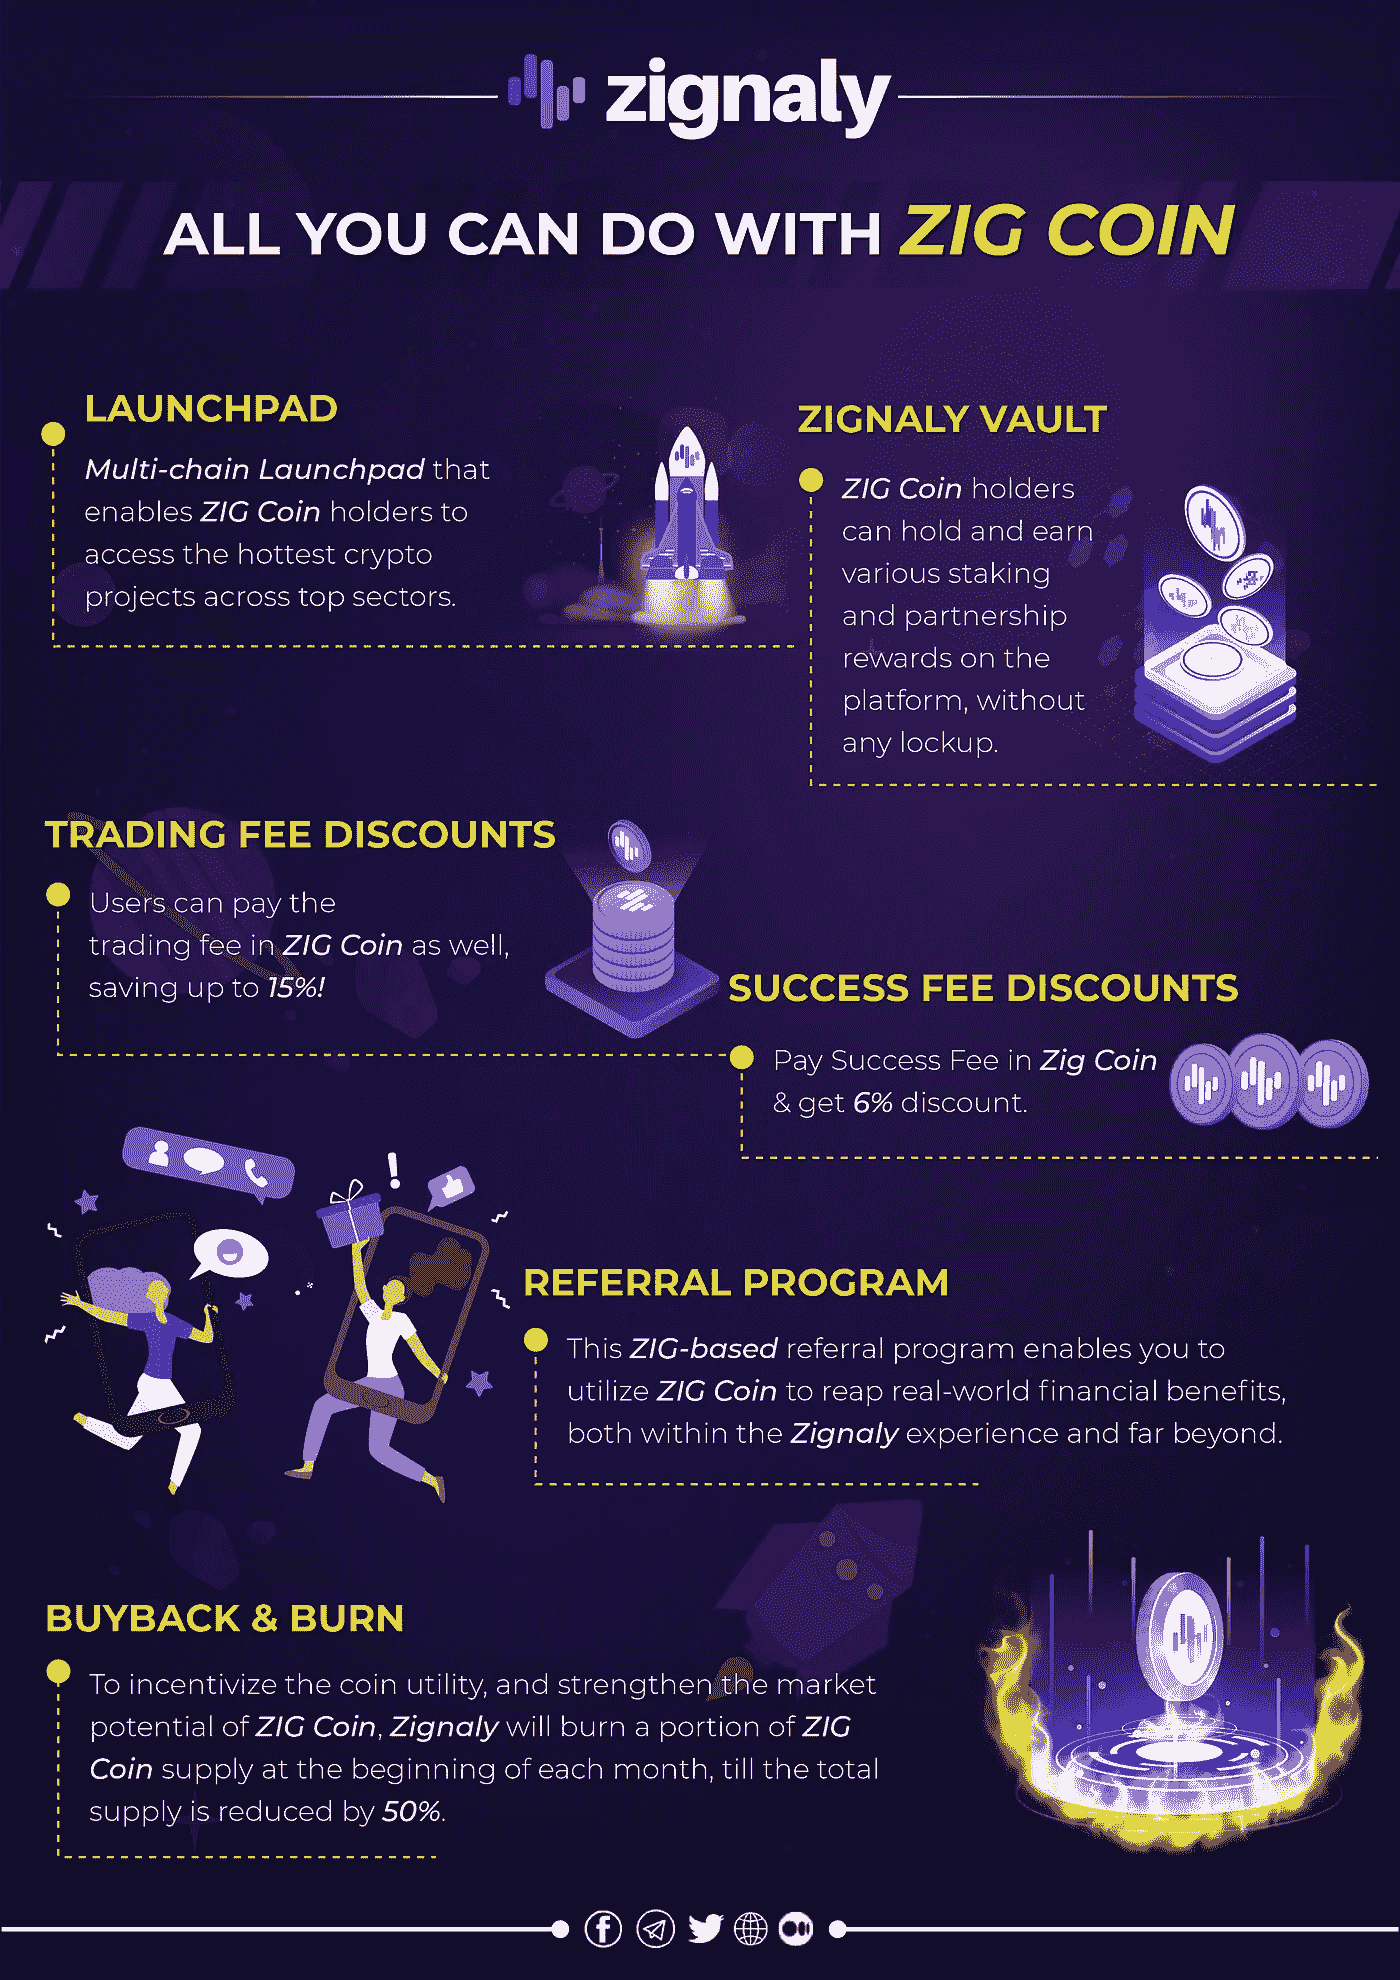 zignaly
ALL YOU CAN DO WITH ZIG COIN
LAUNCHPAD
Multi-chain Launchpad that
enables ZIG Coin holders to
access the hottest crypto
projects across top sectors.
ZIGNALY VAULT
ZIG Coin holders
can hold and earn
various staking
and partnership
rewards on the
platform, without
any lockup.
TRADING FEE DISCOUNTS
Users can pay the
trading fee in ZIG Coin as well,
saving up to 15%!
SUCCESS FEE DISCOUNTS
Pay Success Fee in Zig Coin
& get 6% discount.
REFERRAL PROGRAM
This ZIG-based referral program enables you to
utilize ZIG Coin to reap real-world financial benefits,
both within the Zignaly experience and far beyond.
BUYBACK & BURN
To incentivize the coin utility, and strengthen the market
potential of ZIG Coin, Zignaly will burn a portion of ZIG
Coin supply at the beginning of each month, till the total
supply is reduced by 50%.